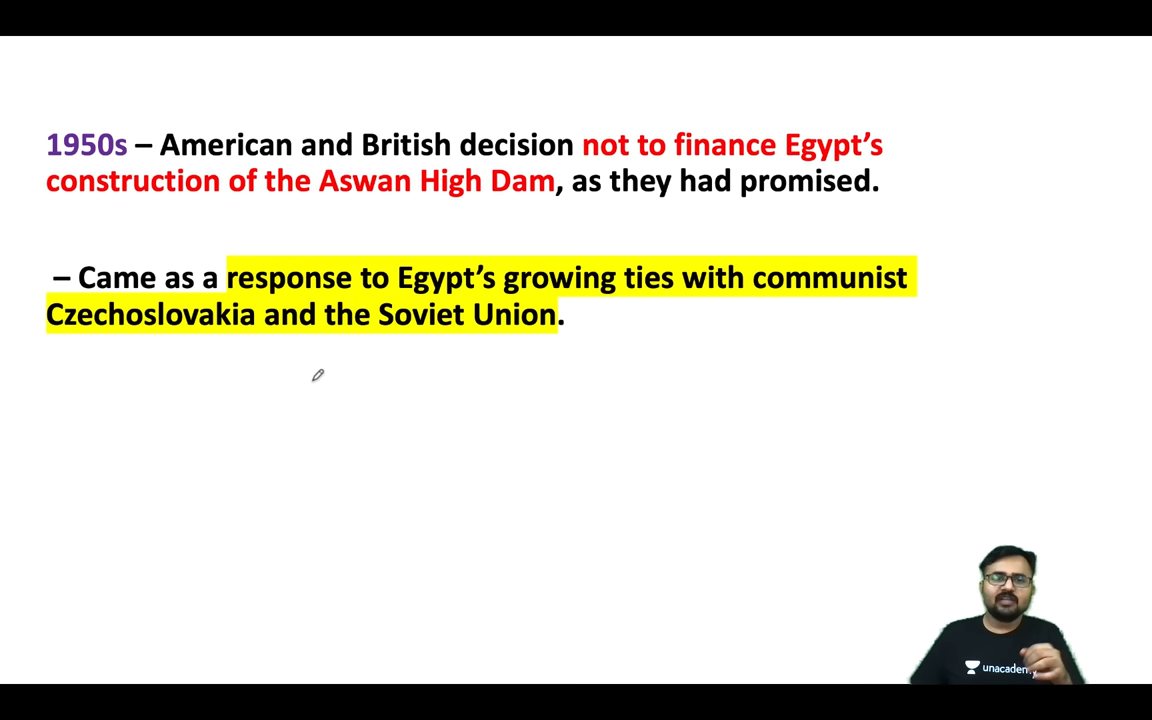 1950s – American and British decision not to finance Egypt’s
construction of the Aswan High Dam, as they had promised.
– Came as a response to Egypt’s growing ties with communist
Czechoslovakia and the Soviet Union.
unacademy